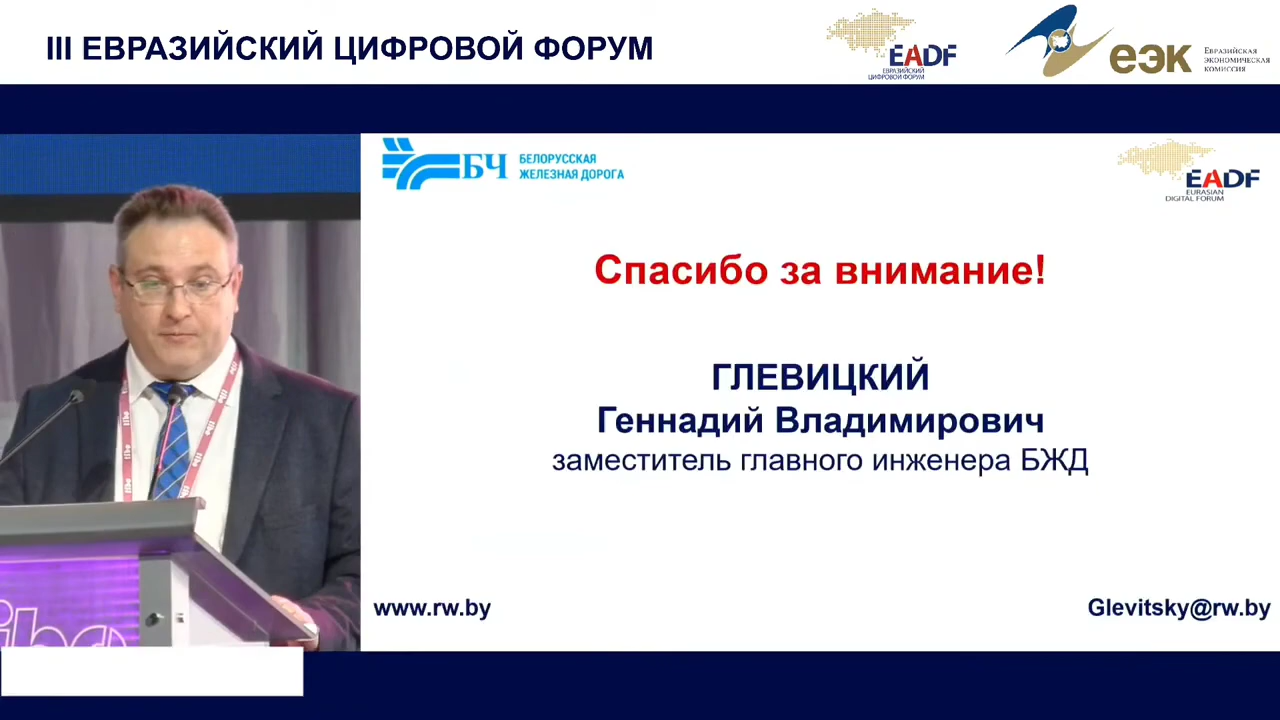 III ЕВРАЗИЙСКИЙ ЦИФРОВОЙ ФОРУМ
EADF
ЕВРАЗИЙСКИЙ
ЦИФРОВОЙ ФОРУМ
еэк
ЕВРАЗИЙСКАЯ
ЭКОНОМИЧЕСКАЯ
КОМИССИЯ
БЧ
БЕЛОРУССКАЯ
ЖЕЛЕЗНАЯ ДОРОГА
EADF
EURASIAN
DIGITAL FORUM
Спасибо за внимание!
ГЛЕВИЦКИЙ
Геннадий Владимирович
заместитель главного инженера БЖД
www.rw.by
Glevitsky@rw.by